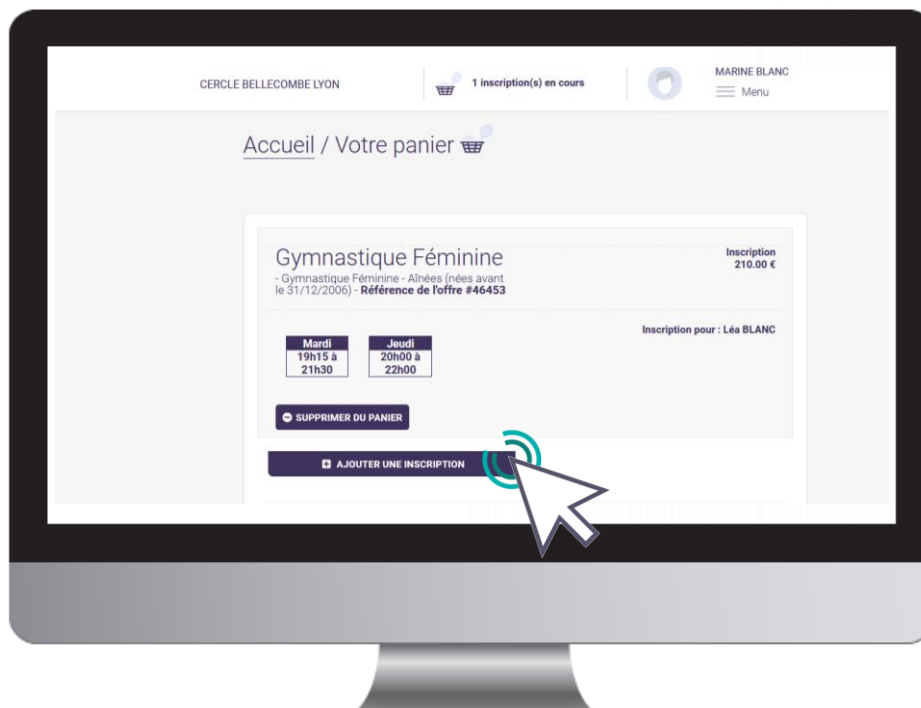 CERCLE BELLECOMBE LYON
1 inscription(s) en cours
MARINE BLANC
Menu
Accueil / Votre panier
Gymnastique Féminine
- Gymnastique Féminine - Aînées (nées avant
le 31/12/2006) - Référence de l'offre #46453
Inscription
210.00 €
Inscription pour : Léa BLANC
Mardi
19h15 à
21h30
Jeudi
20h00 à
22h00
SUPPRIMER DU PANIER
AJOUTER UNE INSCRIPTION